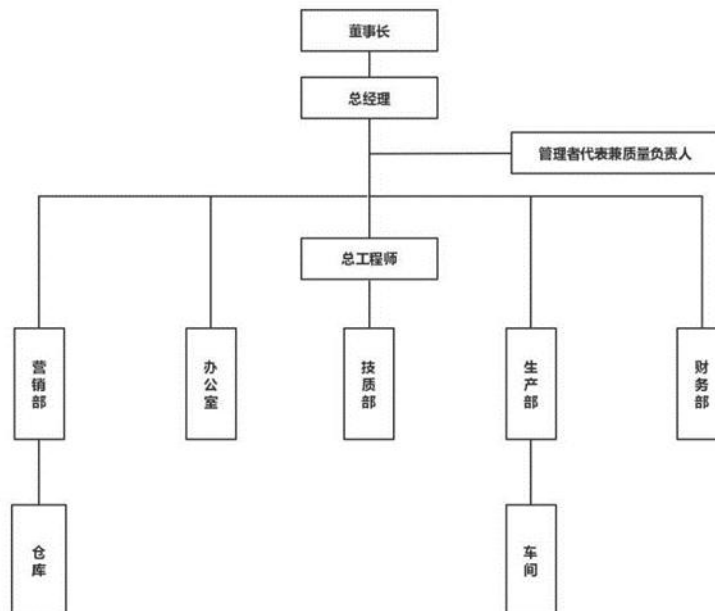 董事长
总经理
管理者代表兼质量负责人
总工程师
营销部
办公室
技质部
生产部
财务部
仓库
车间